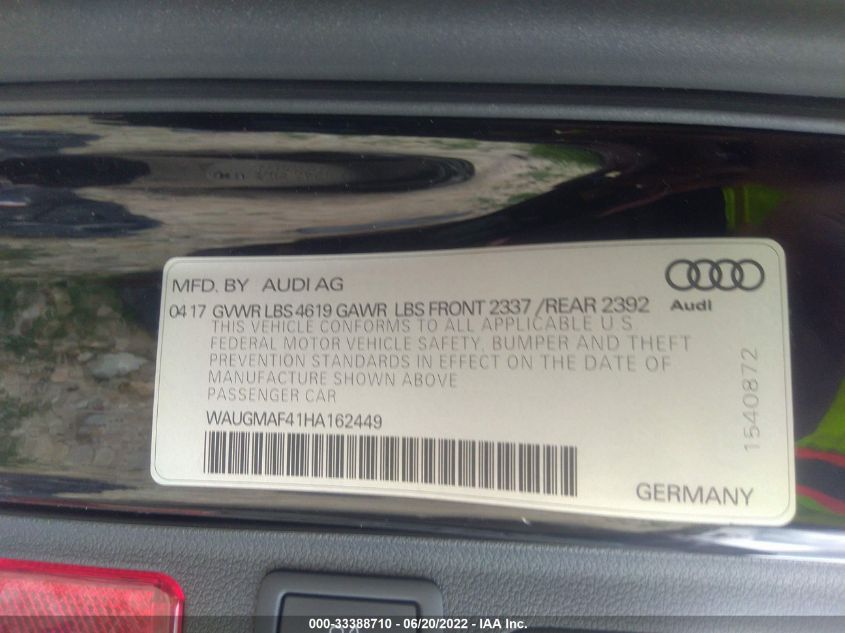 MFD. BY AUDI AG
Audi
04 17 GVWR LBS 4619 GAWR LBS FRONT 2337 /REAR 2392
THIS VEHICLE CONFORMS TO ALL APPLICABLE U S
FEDERAL MOTOR VEHICLE SAFETY, BUMPER AND THEFT
PREVENTION STANDARDS IN EFFECT ON THE DATE OF
MANUFACTURE SHOWN ABOVE
PASSENGER CAR
WAUGMAF41HA162449
1540872
GERMANY
000-33388710 - 06/20/2022 - IAA Inc.